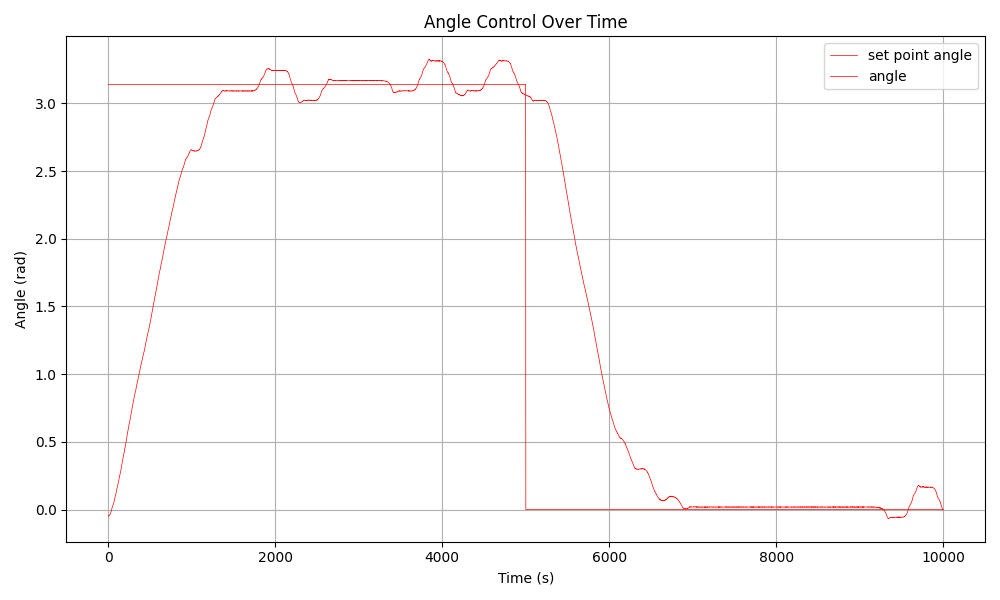 Angle Control Over Time
set point angle
angle
Angle (rad)
3.0
2.5
2.0
1.5
1.0
0.5
0.0
0 2000 4000 6000 8000 10000
Time (s)